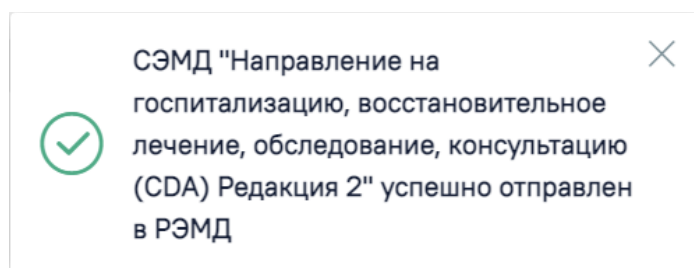 СЭМД "Направление на
госпитализацию, восстановительное
лечение, обследование, консультацию
(CDA) Редакция 2" успешно отправлен
в РЭМД